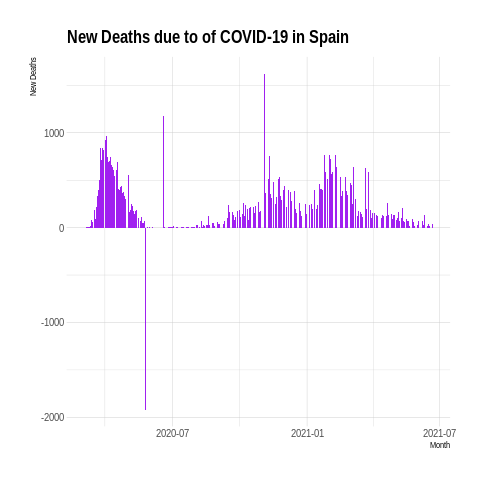 New Deaths due to of COVID-19 in Spain
New Deaths
1000
0
-1000
-2000
2020-07
2021-01
2021-07
Month